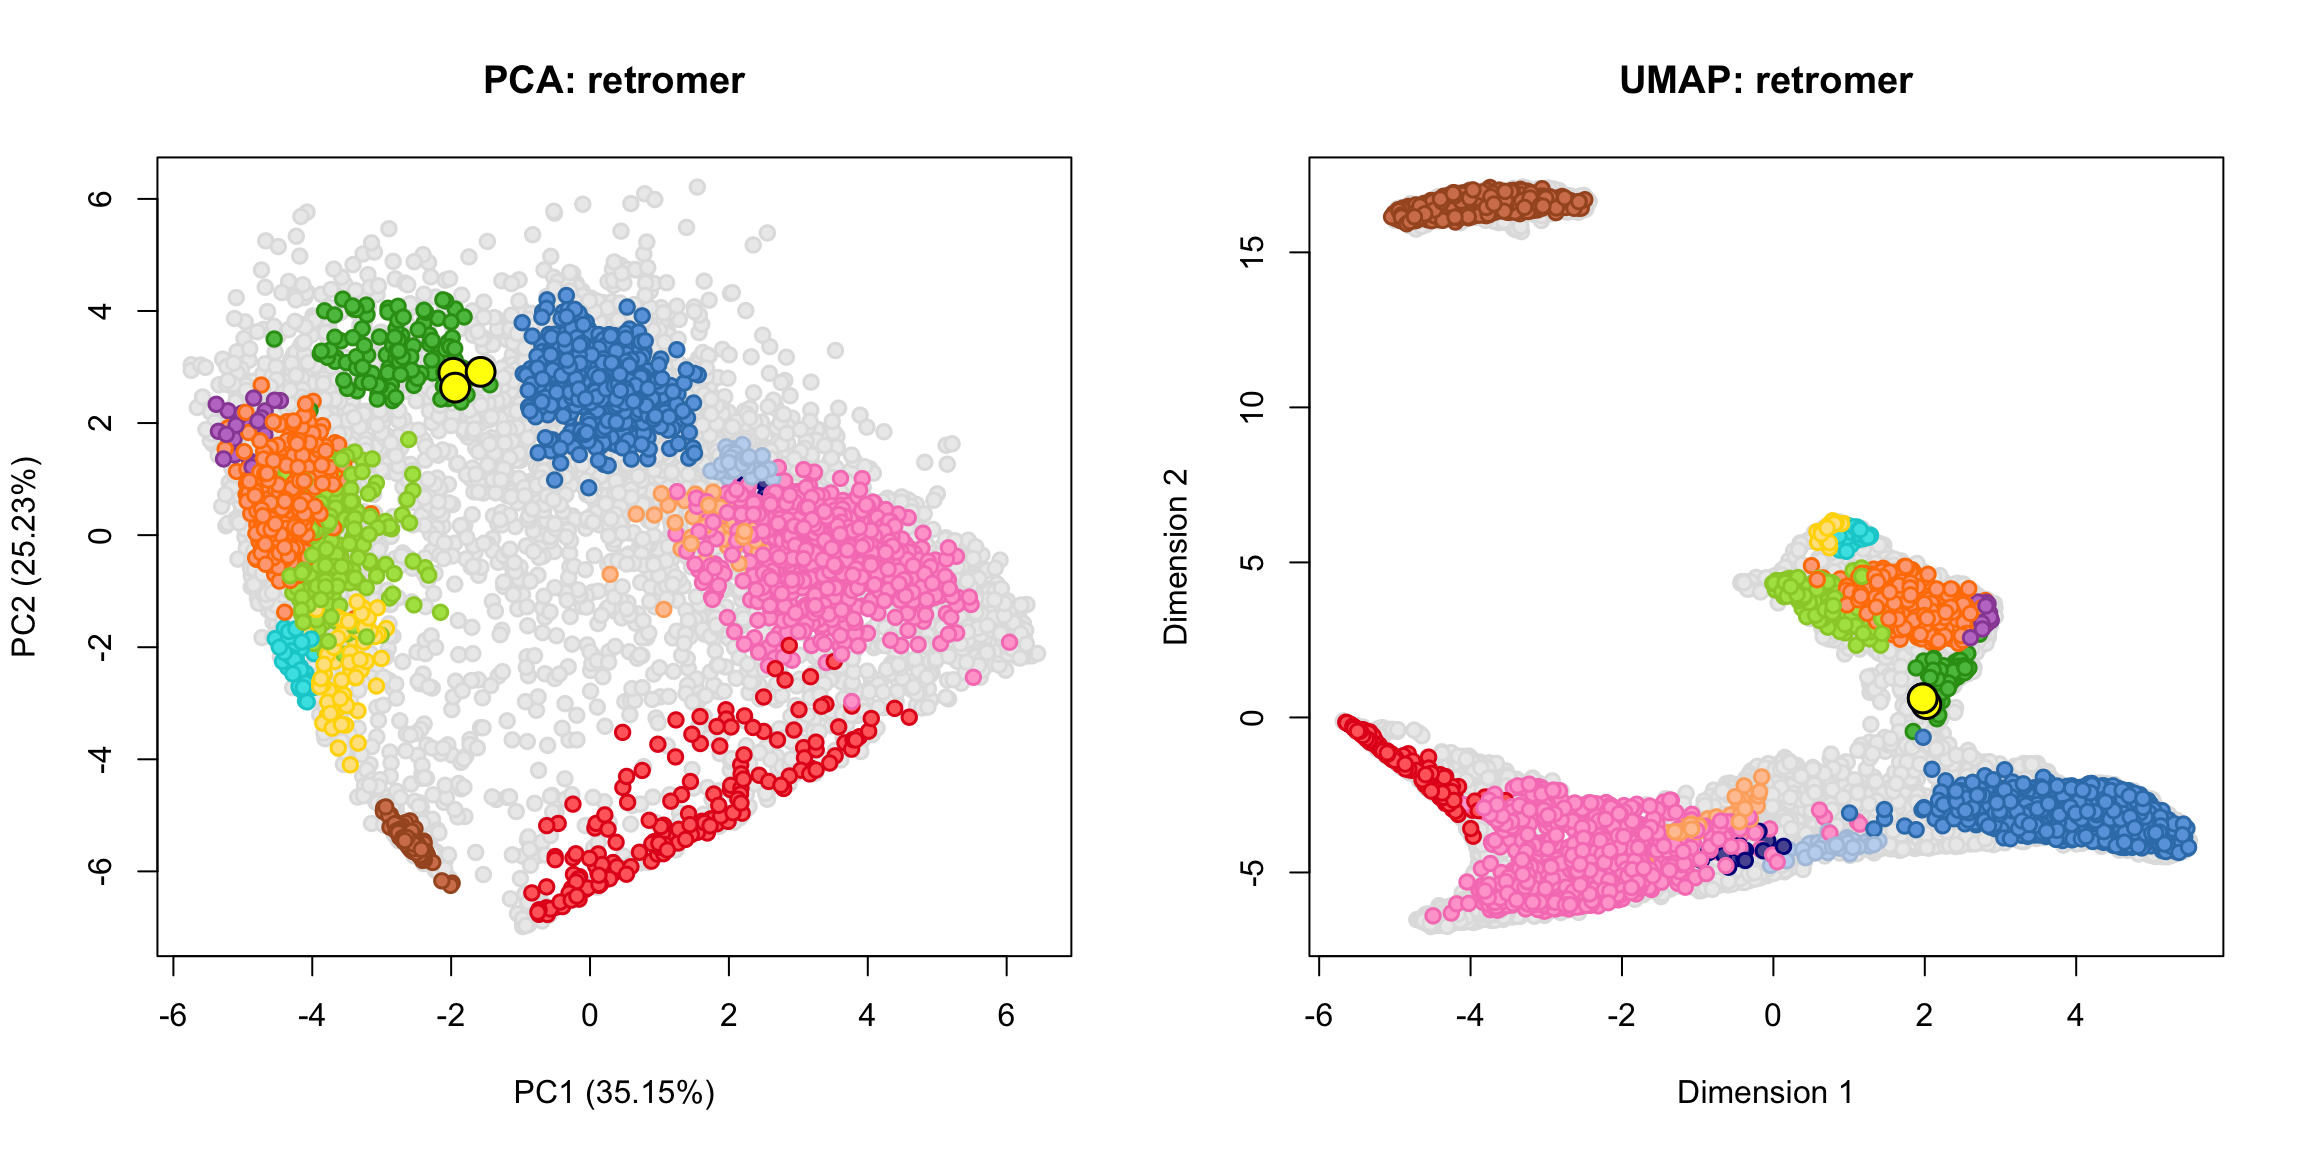 PCA: retromer
6
4
2
0
-2
-4
-6
PC2 (25.23%)
-6 -4 -2 0 2 4 6
PC1 (35.15%)
UMAP: retromer
15
10
5
0
-5
Dimension 2
-6 -4 -2 0 2 4
Dimension 1